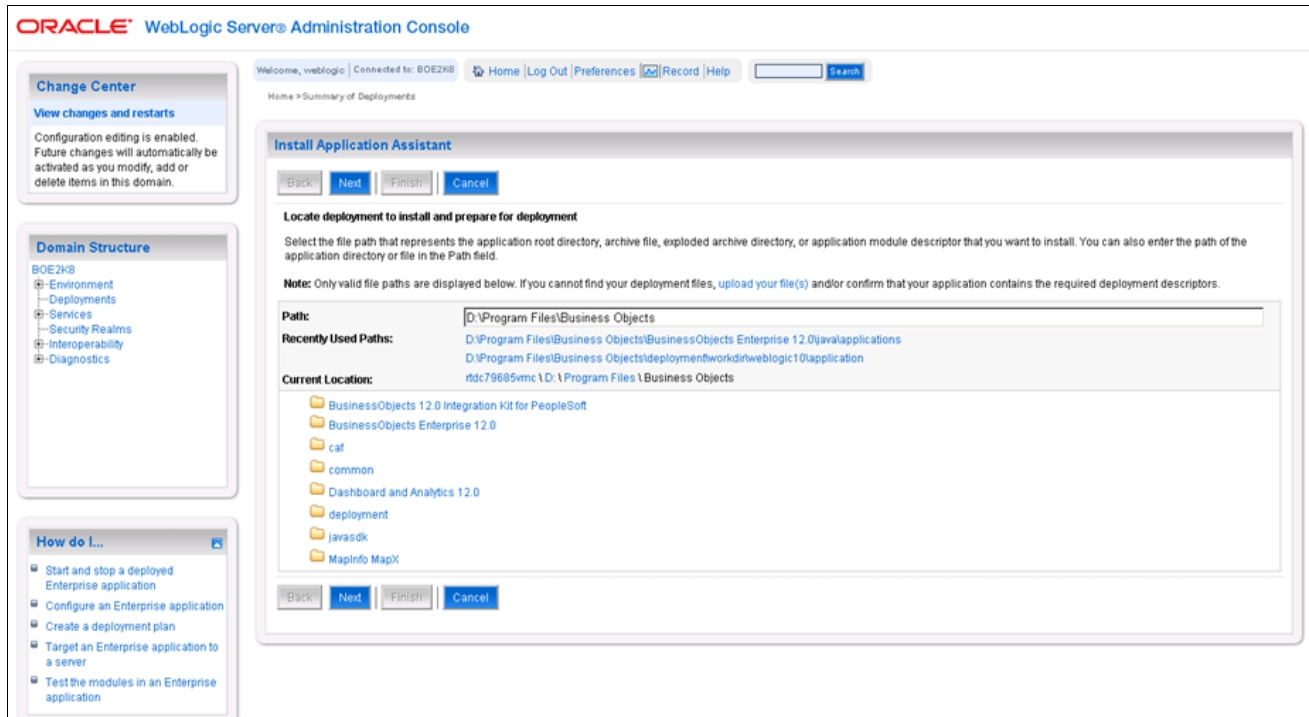 ORACLE® WebLogic Server® Administration Console
Change Center
View changes and restarts
Configuration editing is enabled.
Future changes will automatically be
activated as you modify, add or
delete items in this domain.
Domain Structure
BOE2K8
Environment
Deployments
Services
Security Realms
Interoperability
Diagnostics
How do I...
Start and stop a deployed
Enterprise application
Configure an Enterprise application
Create a deployment plan
Target an Enterprise application to
a server
Test the modules in an Enterprise
application
Welcome, weblogic | Connected to: BOE2K8 Home | Log Out | Preferences | Record | Help Search
Home > Summary of Deployments
Install Application Assistant
Back Next Finish Cancel
Locate deployment to install and prepare for deployment
Select the file path that represents the application root directory, archive file, exploded archive directory, or application module descriptor that you want to install. You can also enter the path of the
application directory or file in the Path field.
Note: Only valid file paths are displayed below. If you cannot find your deployment files, upload your file(s) and/or confirm that your application contains the required deployment descriptors.
Path: D:\Program Files\Business Objects
Recently Used Paths: D:\Program Files\Business Objects\BusinessObjects Enterprise 12.0\java\applications
D:\Program Files\Business Objects\deployment\workdir\weblogic10\application
Current Location: rtdc79685vmc \ D: \ Program Files \ Business Objects
BusinessObjects 12.0 Integration Kit for PeopleSoft
BusinessObjects Enterprise 12.0
caf
common
Dashboard and Analytics 12.0
deployment
javasdk
MapInfo MapX
Back Next Finish Cancel